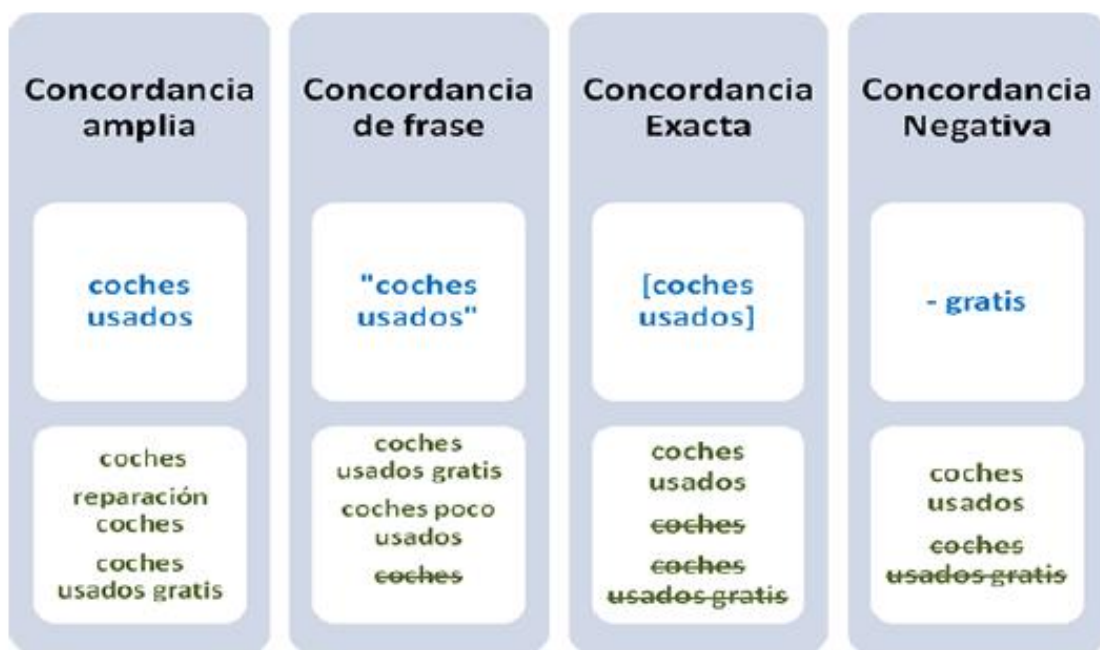 Concordancia
amplia
coches
usados
coches
reparación
coches
coches
usados gratis
Concordancia
de frase
"coches
usados"
coches
usados gratis
coches poco
usados
coches
Concordancia
Exacta
[coches
usados]
coches
usados
coches
coches
usados gratis
Concordancia
Negativa
- gratis
coches
usados
coches
usados gratis